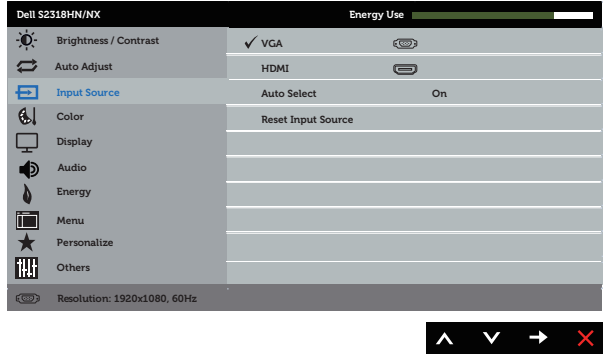 Dell S2318HN/NX Energy Use
Brightness / Contrast VGA
Auto Adjust HDMI
Input Source Auto Select On
Color Reset Input Source
Display
Audio
Energy
Menu
Personalize
Others
Resolution: 1920x1080, 60Hz